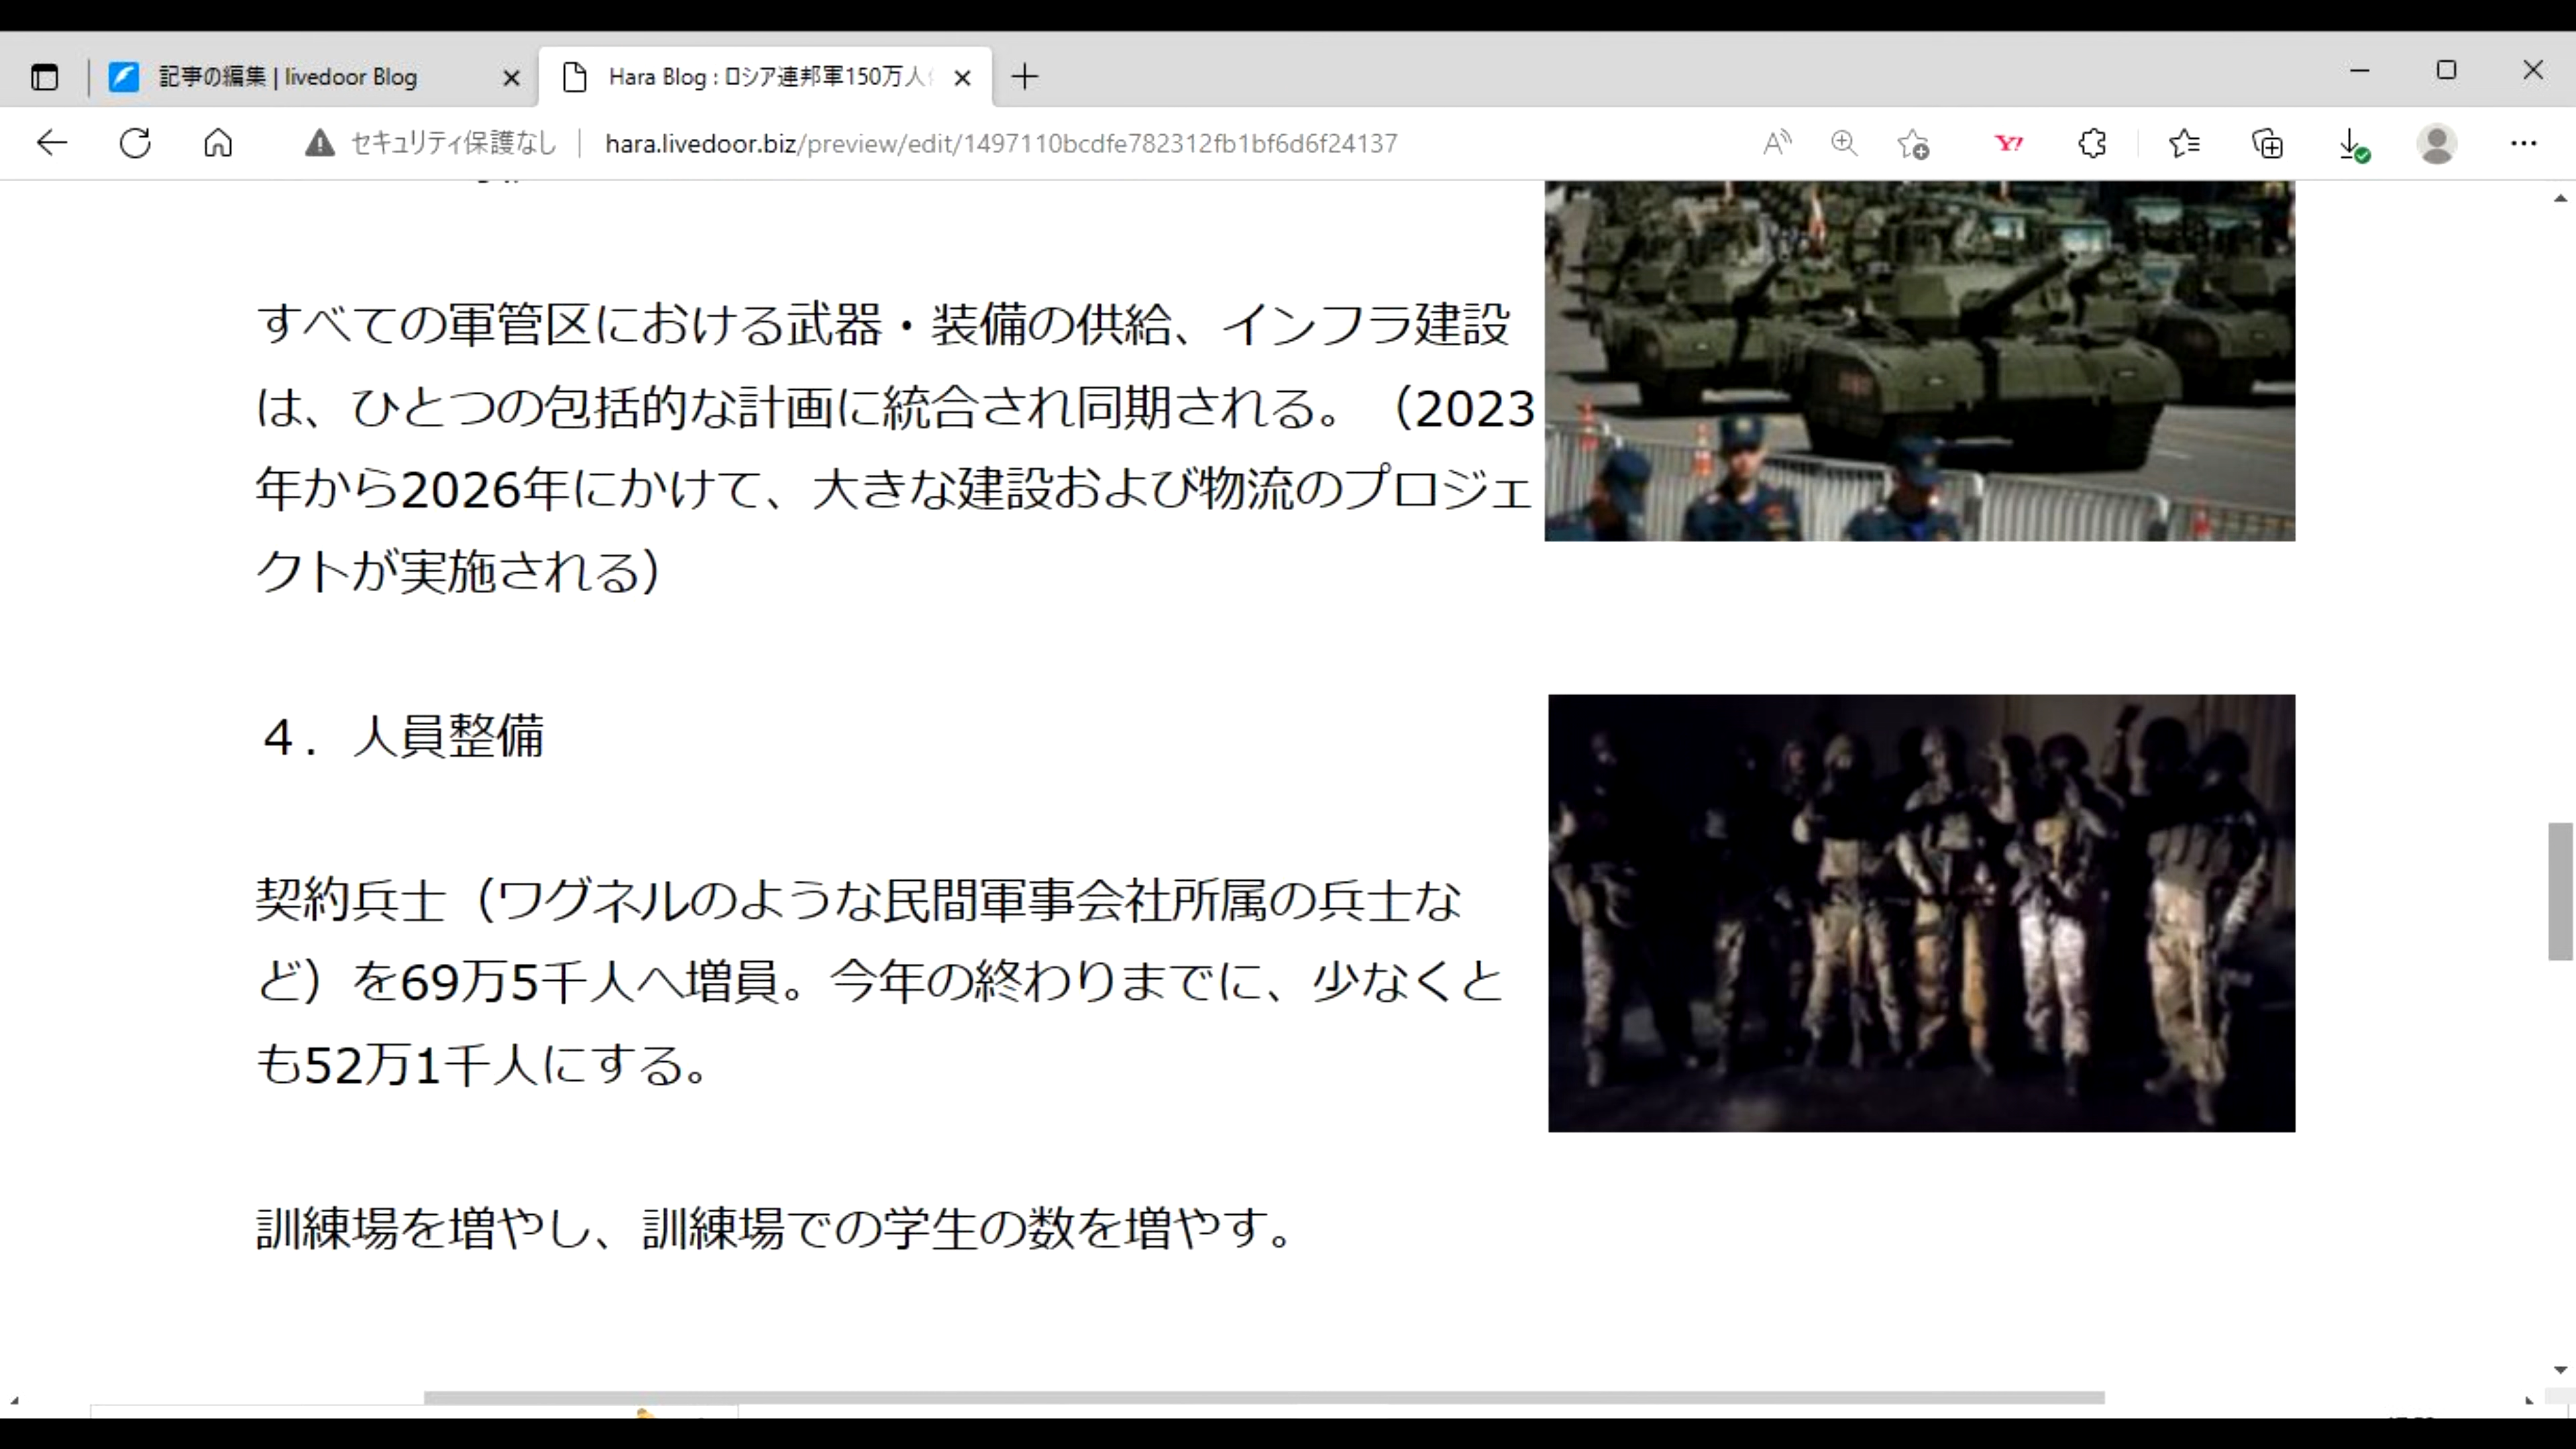 記事の編集 | livedoor Blog
Hara Blog : ロシア連邦軍150万人
セキュリティ保護なし
hara.livedoor.biz/preview/edit/1497110bcdfe782312fb1bf6d6f24137
すべての軍管区における武器・装備の供給、インフラ建設
は、ひとつの包括的な計画に統合され同期される。（2023
年から2026年にかけて、大きな建設および物流のプロジェ
クトが実施される）
４．人員整備
契約兵士（ワグネルのような民間軍事会社所属の兵士な
ど）を69万5千人へ増員。今年の終わりまでに、少なくと
も52万1千人にする。
訓練場を増やし、訓練場での学生の数を増やす。